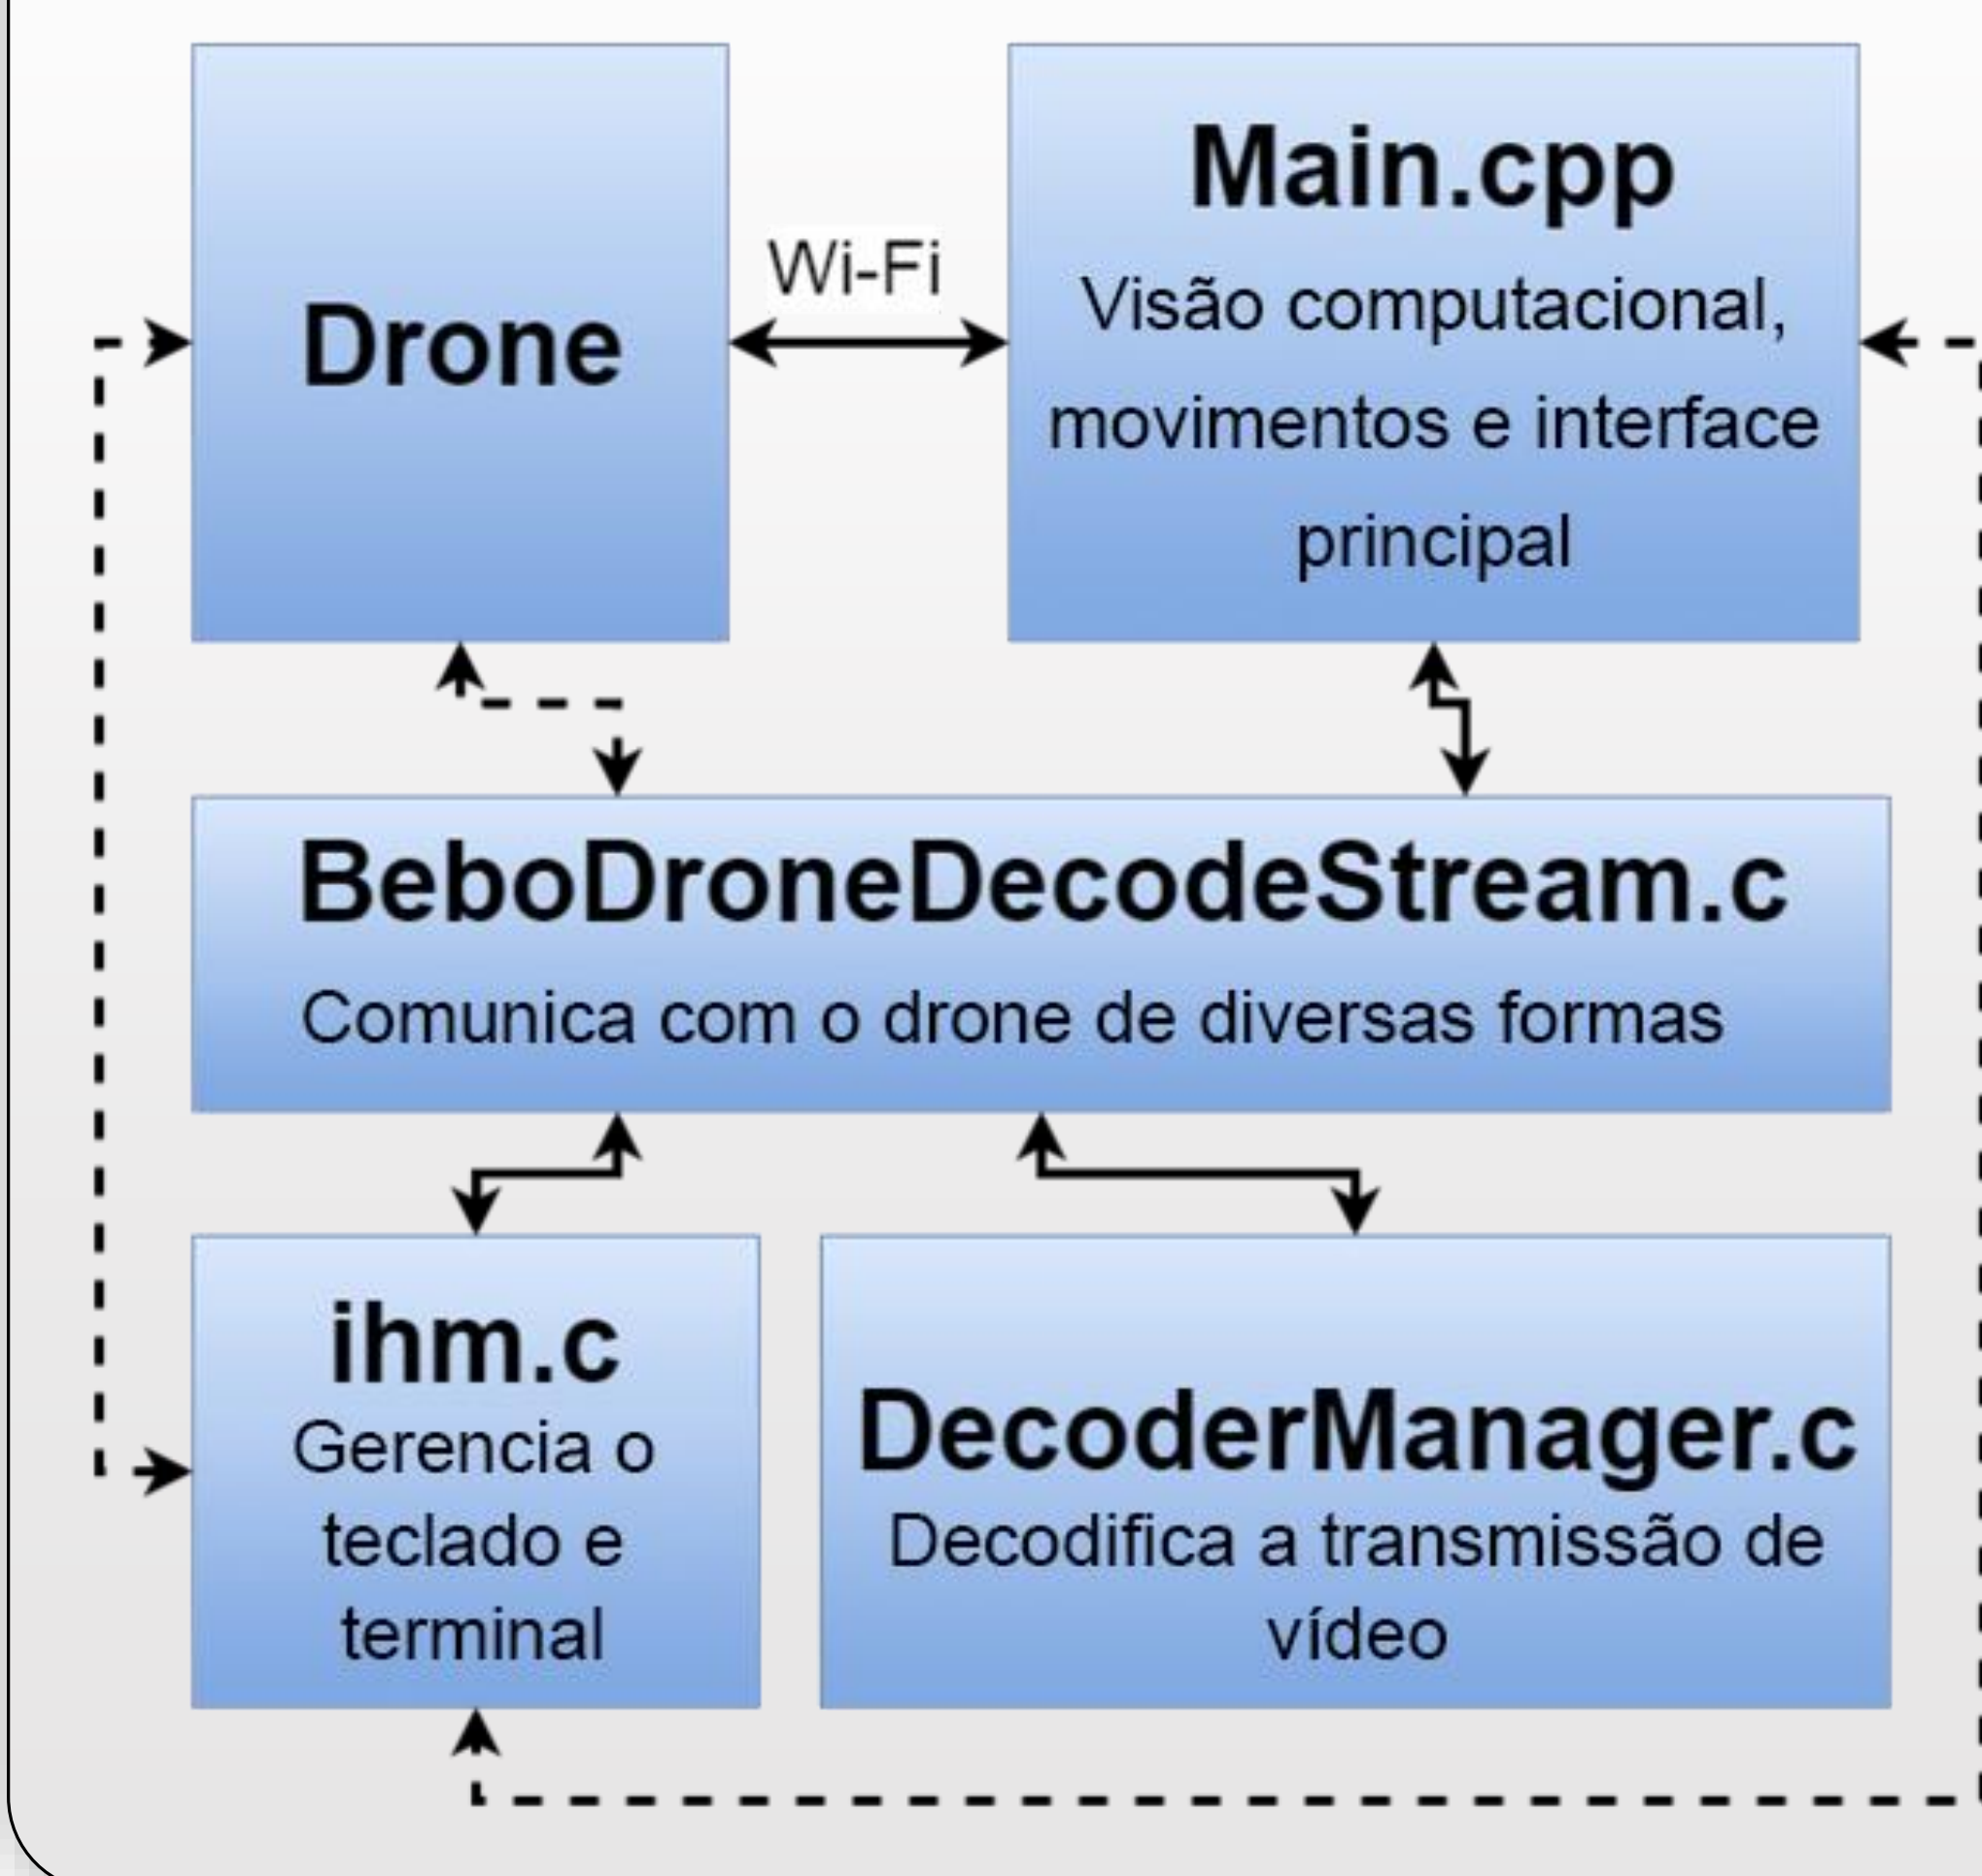 Drone
Wi-Fi
Main.cpp
Visão computacional,
movimentos e interface
principal
BeboDroneDecodeStream.c
Comunica com o drone de diversas formas
ihm.c
Gerencia o
teclado e
terminal
DecoderManager.c
Decodifica a transmissão de
vídeo